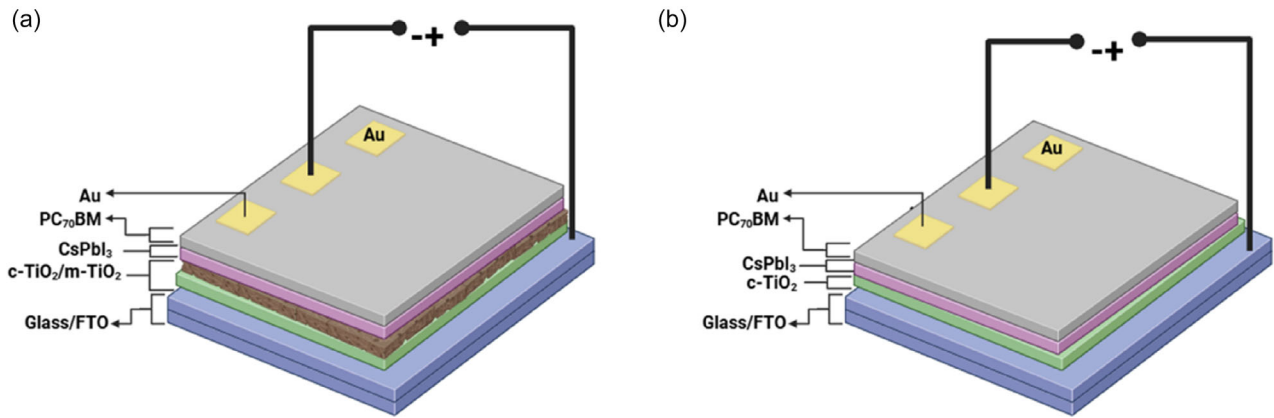 (a)
-+
Au
Au
PC₇₀BM
CsPbI₃
c-TiO₂/m-TiO₂
Glass/FTO
(b)
-+
Au
Au
PC₇₀BM
CsPbI₃
c-TiO₂
Glass/FTO